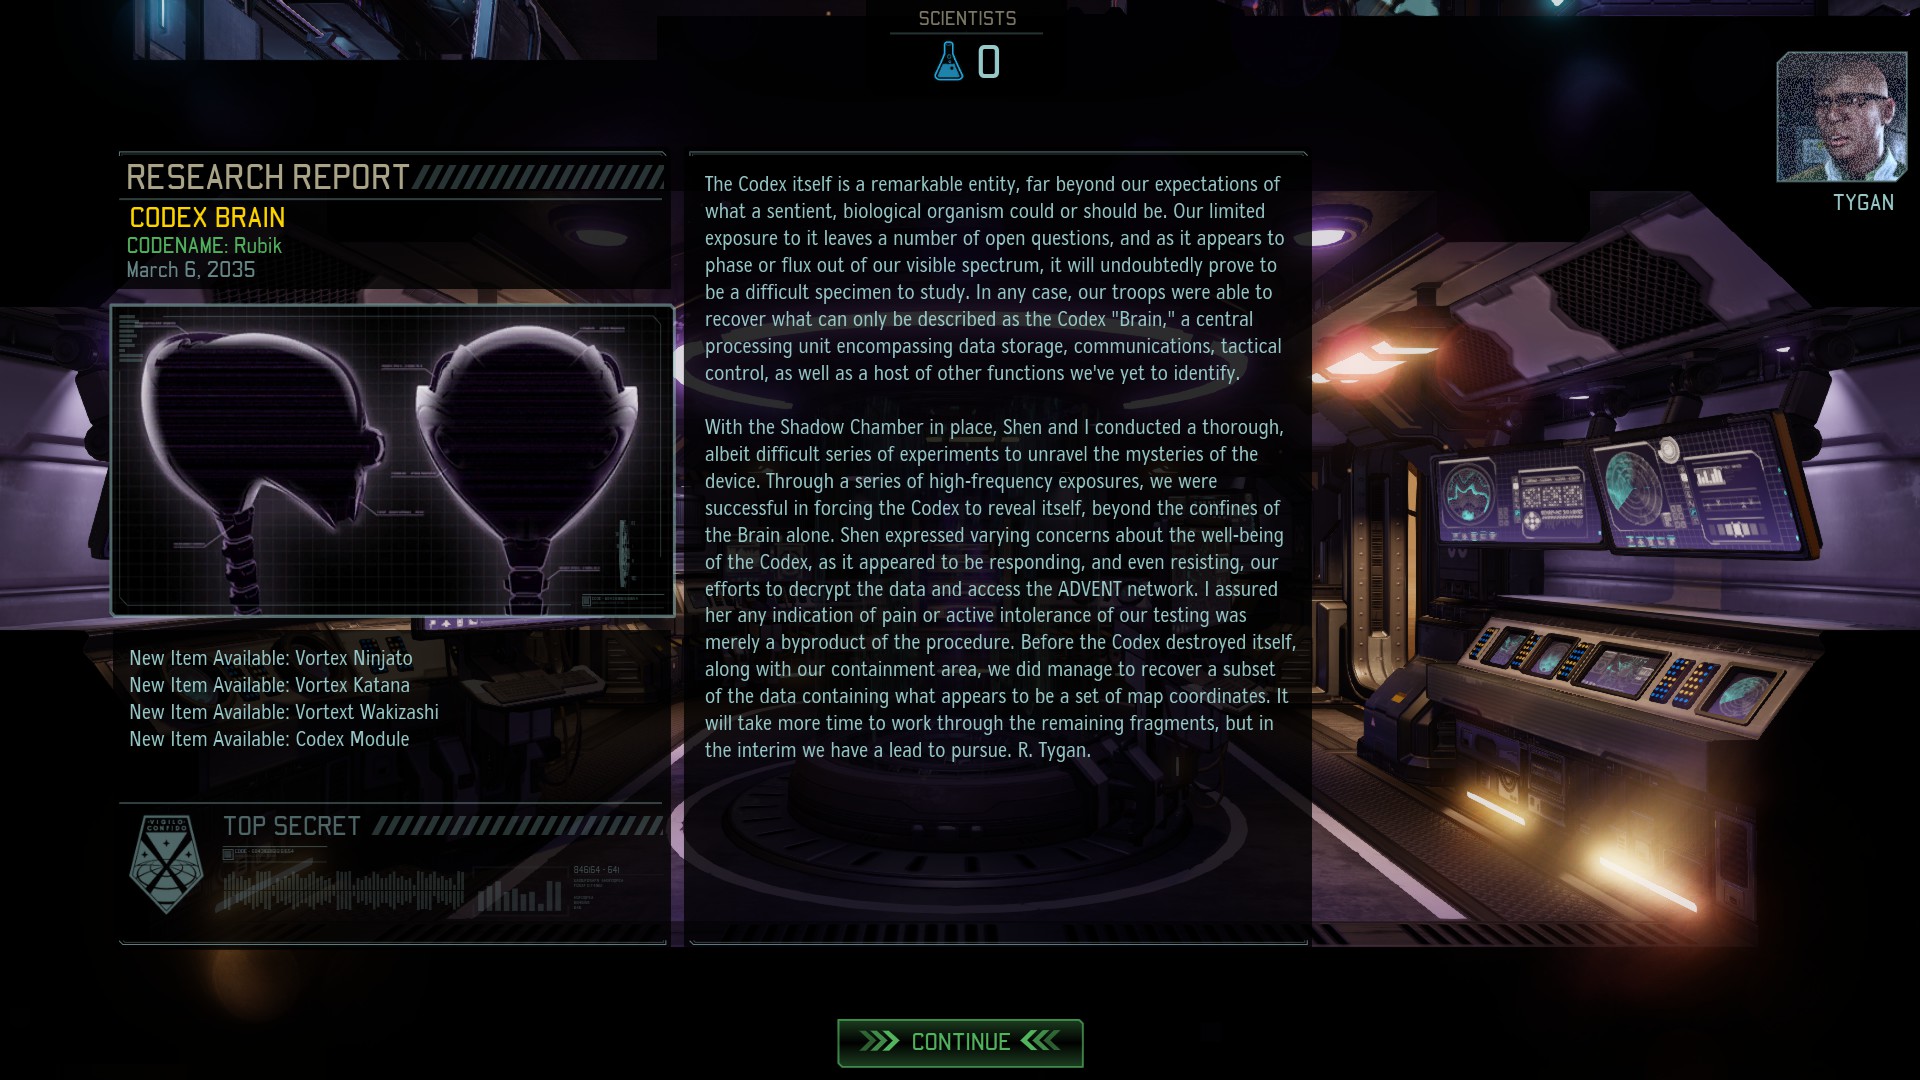 SCIENTISTS
0
TYGAN
RESEARCH REPORT
CODEX BRAIN
CODENAME: Rubik
March 6, 2035
New Item Available: Vortex Ninjato
New Item Available: Vortex Katana
New Item Available: Vortext Wakizashi
New Item Available: Codex Module
VIGILO
CONFIDO
TOP SECRET
The Codex itself is a remarkable entity, far beyond our expectations of
what a sentient, biological organism could or should be. Our limited
exposure to it leaves a number of open questions, and as it appears to
phase or flux out of our visible spectrum, it will undoubtedly prove to
be a difficult specimen to study. In any case, our troops were able to
recover what can only be described as the Codex "Brain," a central
processing unit encompassing data storage, communications, tactical
control, as well as a host of other functions we've yet to identify.
With the Shadow Chamber in place, Shen and I conducted a thorough,
albeit difficult series of experiments to unravel the mysteries of the
device. Through a series of high-frequency exposures, we were
successful in forcing the Codex to reveal itself, beyond the confines of
the Brain alone. Shen expressed varying concerns about the well-being
of the Codex, as it appeared to be responding, and even resisting, our
efforts to decrypt the data and access the ADVENT network. I assured
her any indication of pain or active intolerance of our testing was
merely a byproduct of the procedure. Before the Codex destroyed itself,
along with our containment area, we did manage to recover a subset
of the data containing what appears to be a set of map coordinates. It
will take more time to work through the remaining fragments, but in
the interim we have a lead to pursue. R. Tygan.
CONTINUE